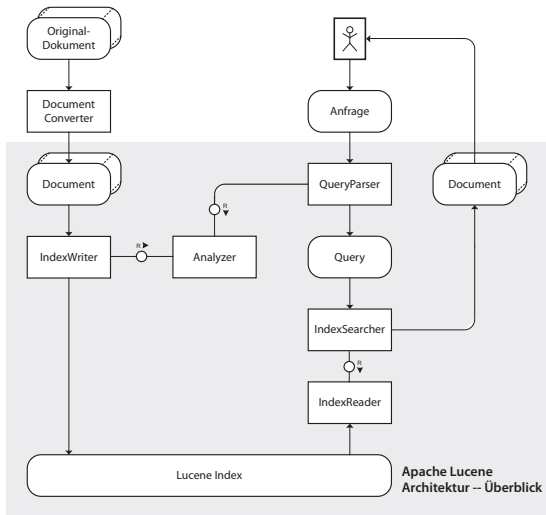 Original-
Dokument
Document
Converter
Anfrage
Document
QueryParser
Document
R
R
IndexWriter
Analyzer
Query
IndexSearcher
R
IndexReader
Lucene Index
Apache Lucene
Architektur -- Überblick